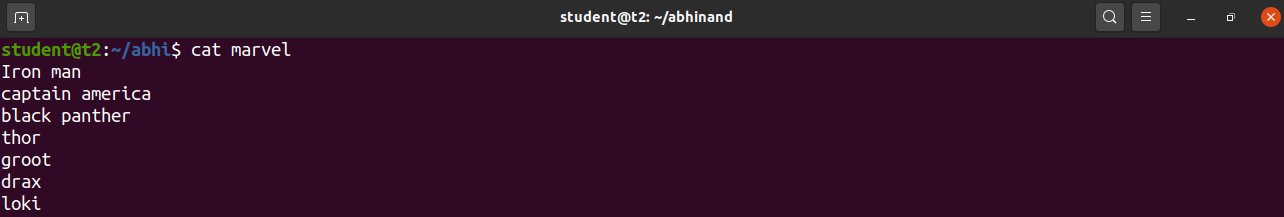 student@t2: ~/abhinand
student@t2:~/abhi$ cat marvel
Iron man
captain america
black panther
thor
groot
drax
loki